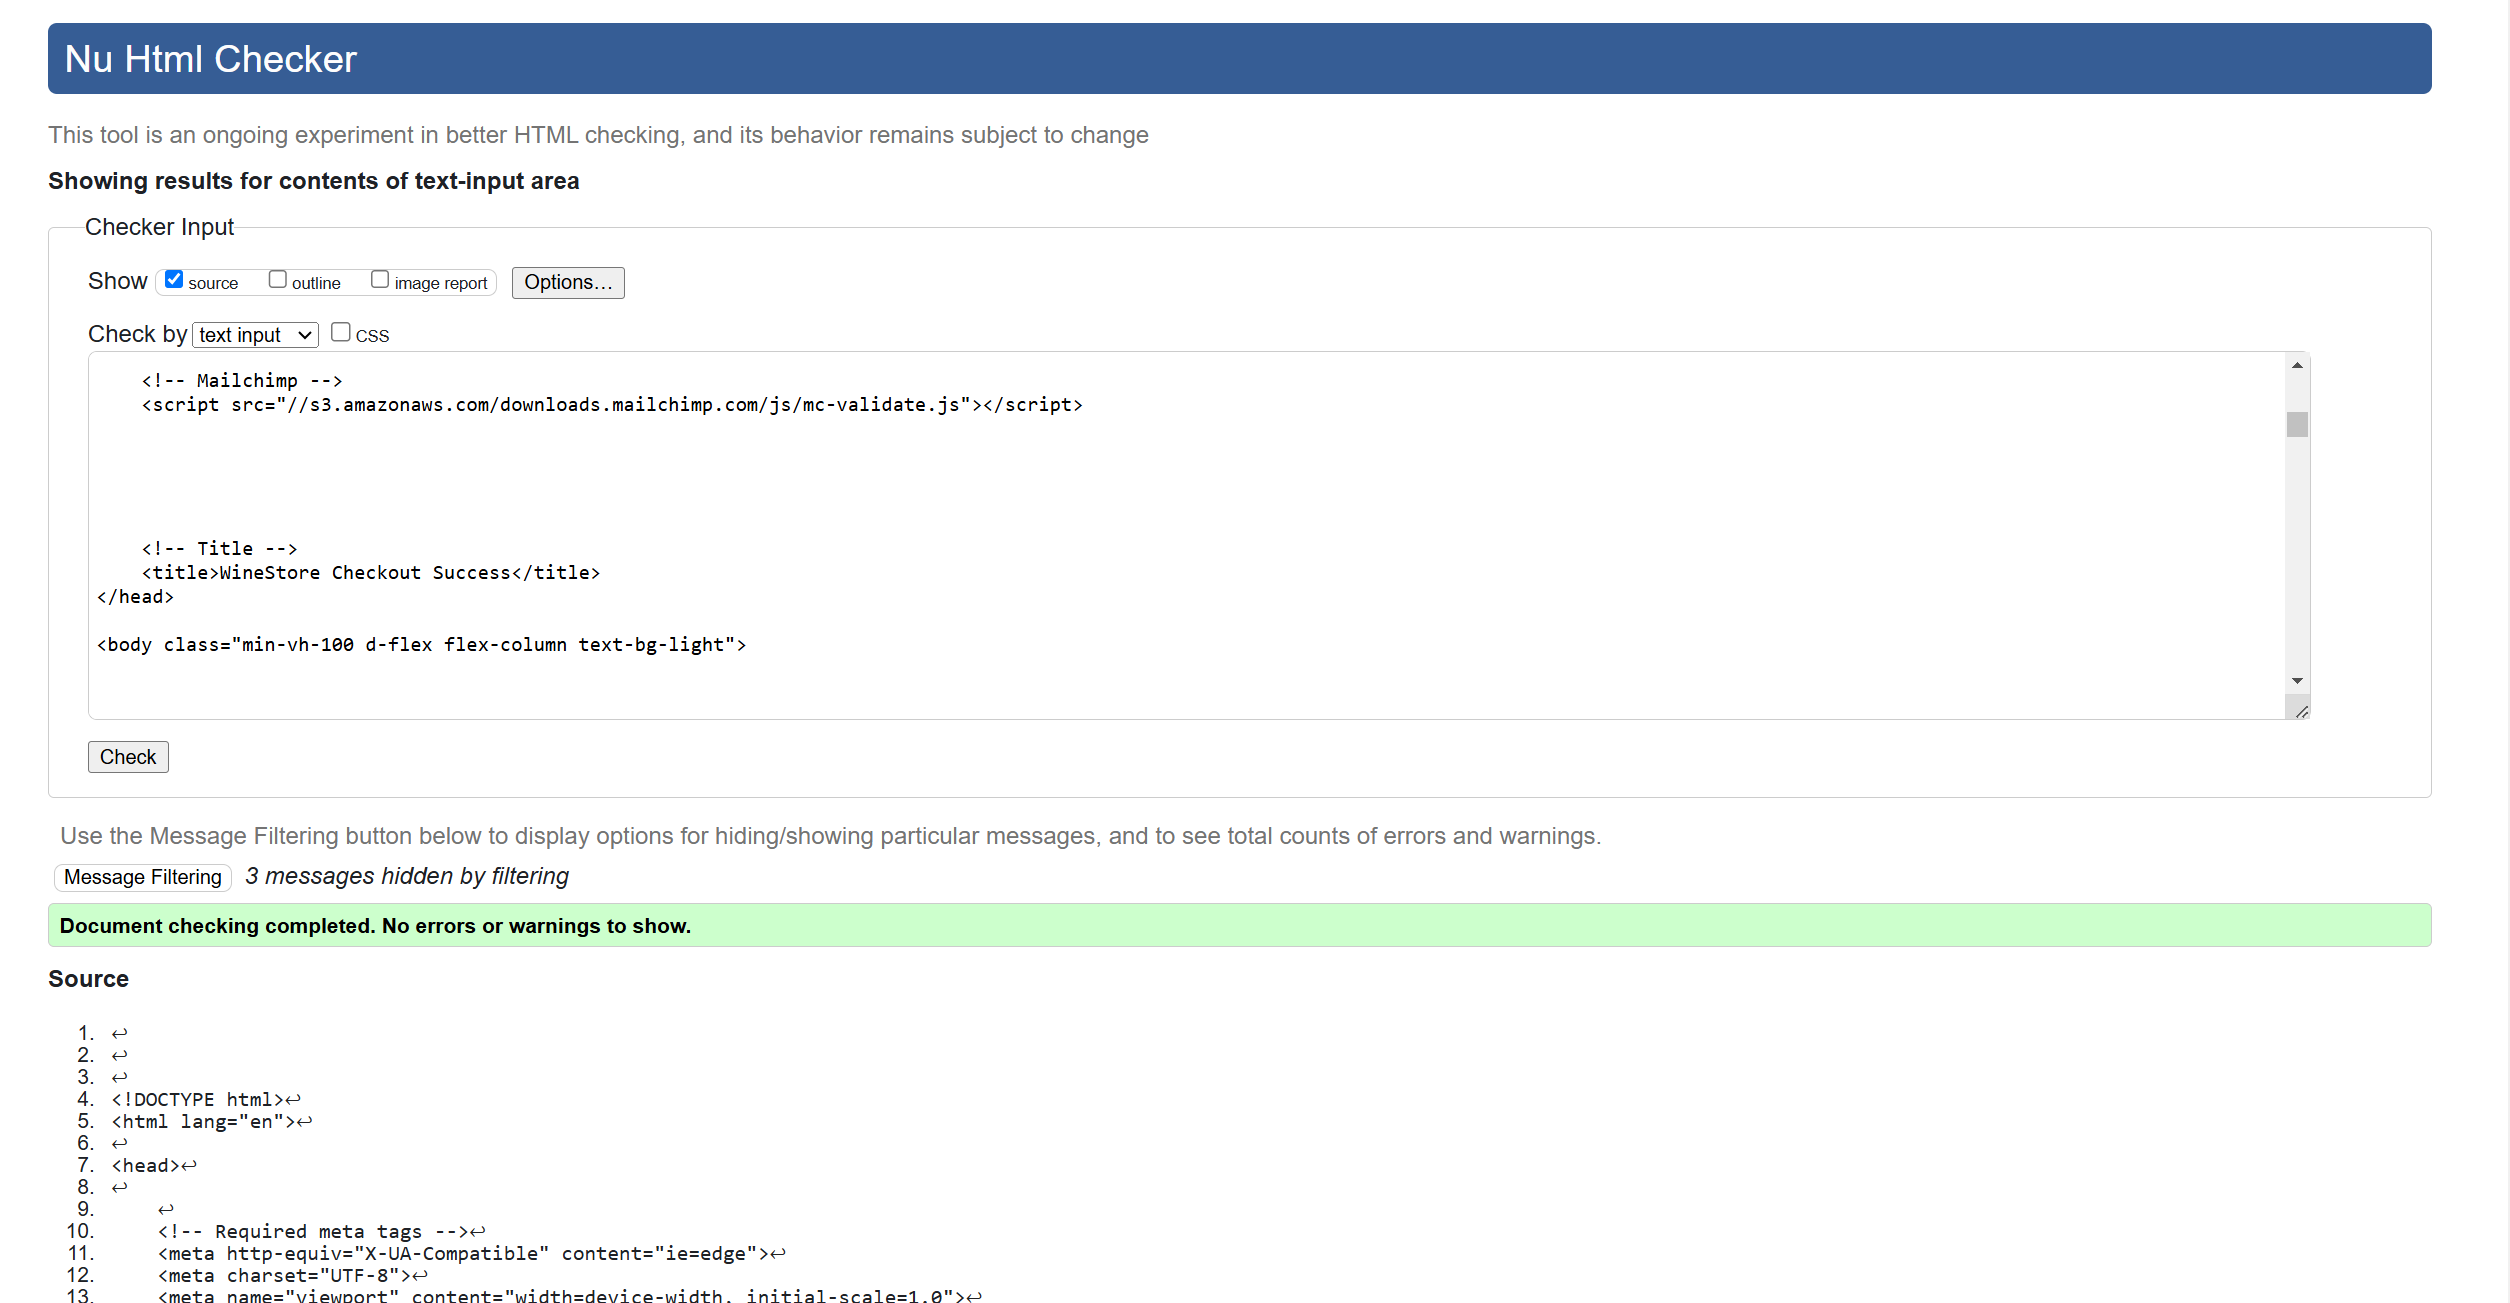 Nu Html Checker
This tool is an ongoing experiment in better HTML checking, and its behavior remains subject to change
Showing results for contents of text-input area
Checker Input
Show source outline image report Options...
Check by text input CSS
<!-- Mailchimp -->
<script src="//s3.amazonaws.com/downloads.mailchimp.com/js/mc-validate.js"></script>
<!-- Title -->
<title>WineStore Checkout Success</title>
</head>
<body class="min-vh-100 d-flex flex-column text-bg-light">
Check
Use the Message Filtering button below to display options for hiding/showing particular messages, and to see total counts of errors and warnings.
Message Filtering 3 messages hidden by filtering
Document checking completed. No errors or warnings to show.
Source
1. ↩
2. ↩
3. ↩
4. <!DOCTYPE html>↩
5. <html lang="en">↩
6. ↩
7. <head>↩
8. ↩
9. ↩
10. <!-- Required meta tags -->↩
11. <meta http-equiv="X-UA-Compatible" content="ie=edge">↩
12. <meta charset="UTF-8">↩
13. <meta name="viewport" content="width=device-width, initial-scale=1.0">↩